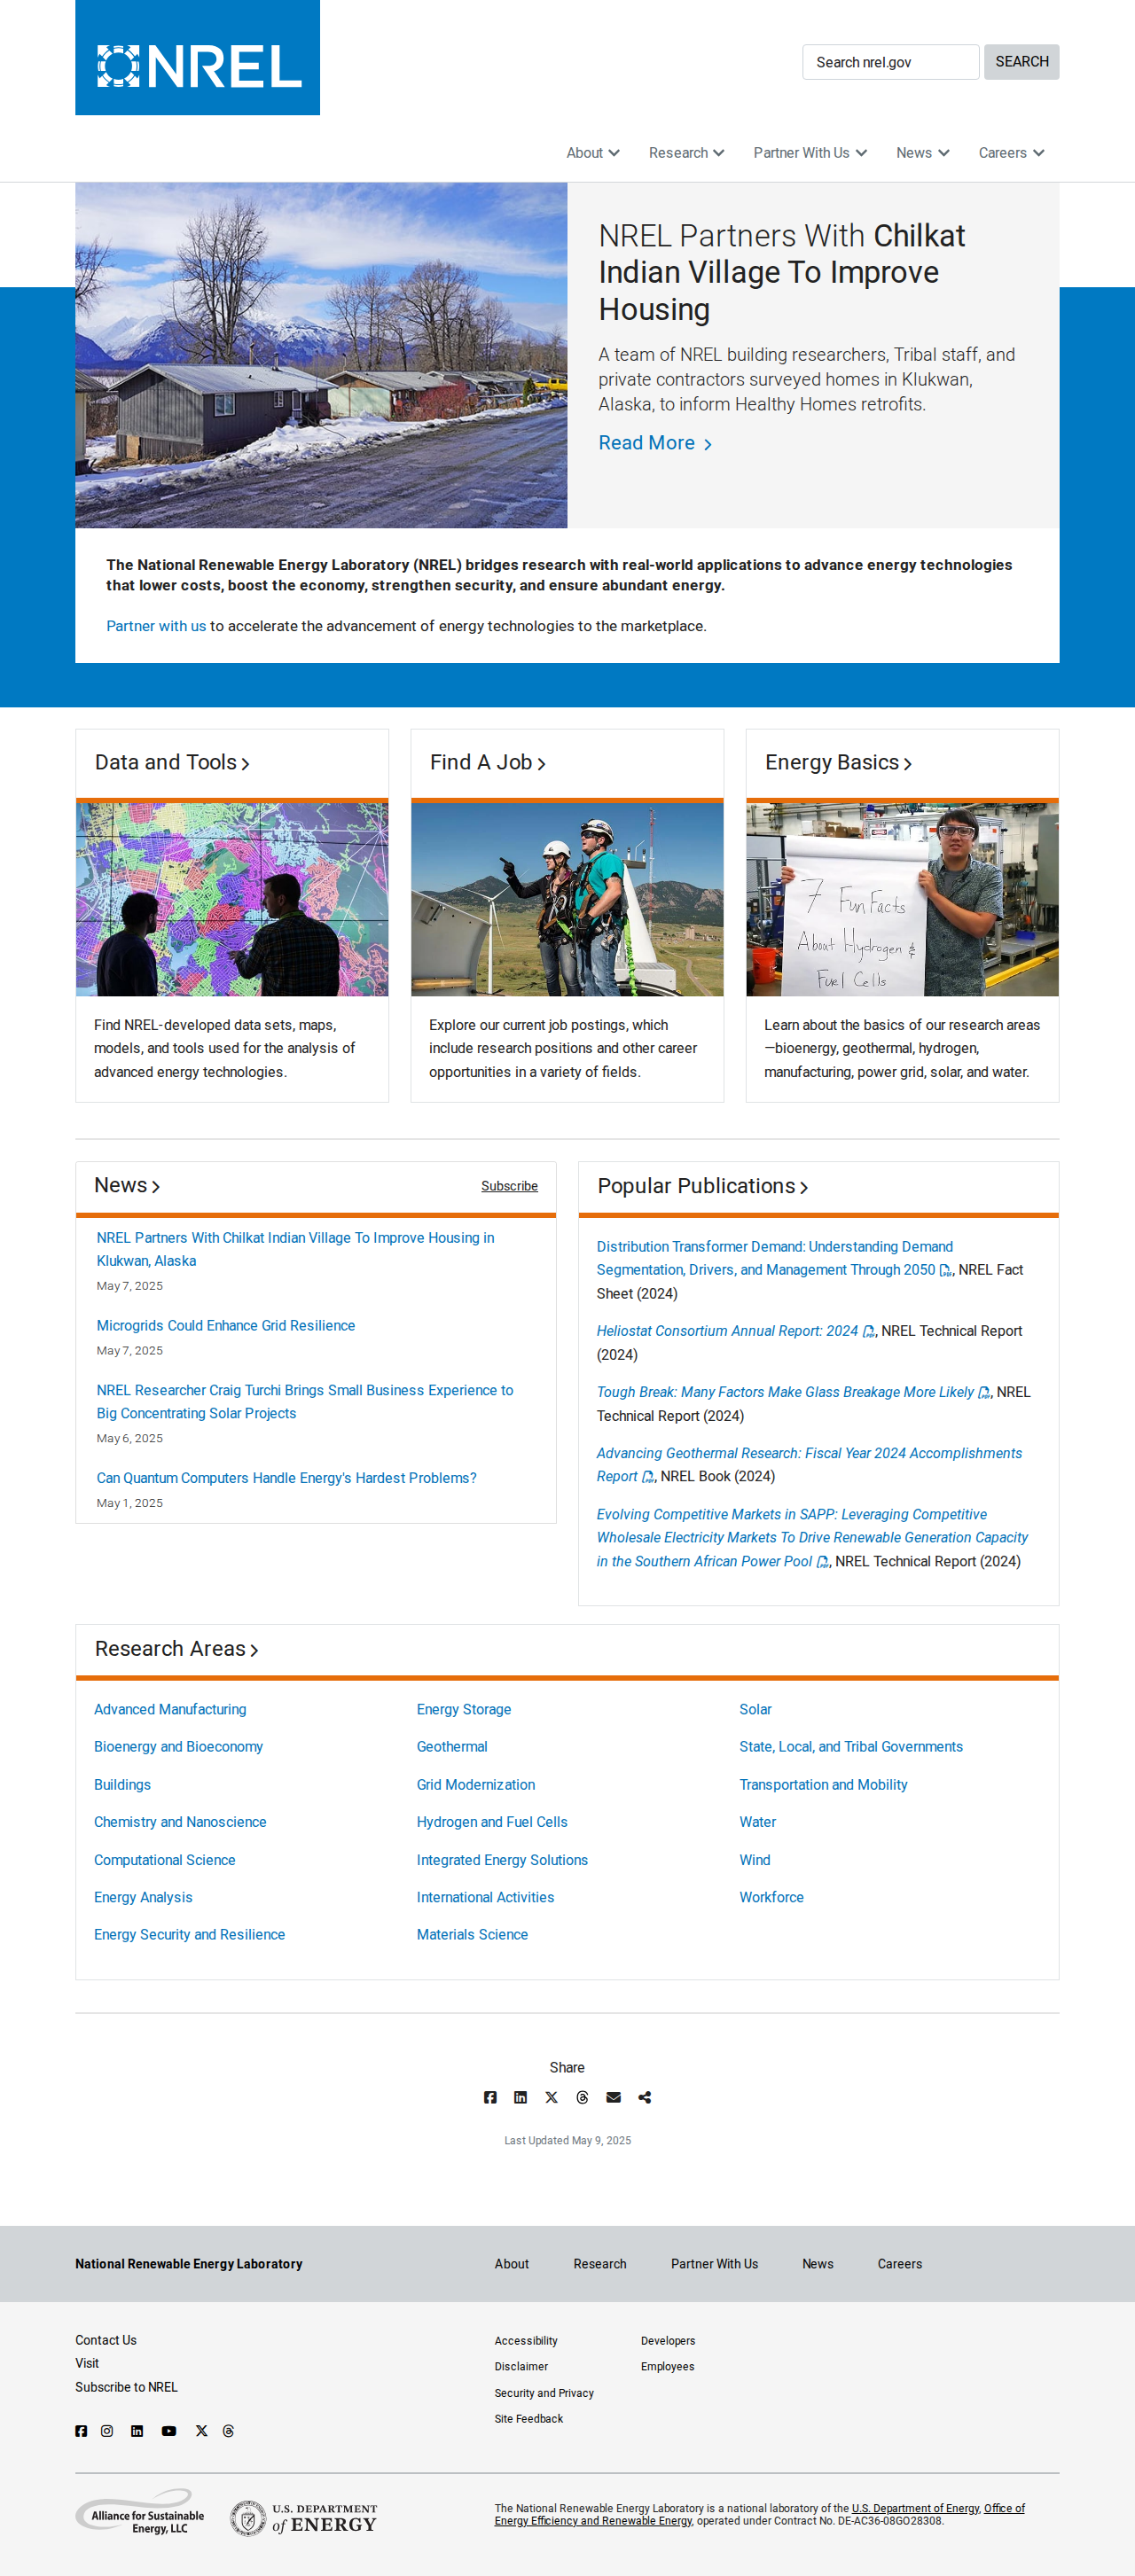 NREL
Search nrel.gov
SEARCH
About
Research
Partner With Us
News
Careers
NREL Partners With Chilkat
Indian Village To Improve
Housing
A team of NREL building researchers, Tribal staff, and
private contractors surveyed homes in Klukwan,
Alaska, to inform Healthy Homes retrofits.
Read More
The National Renewable Energy Laboratory (NREL) bridges research with real-world applications to advance energy technologies
that lower costs, boost the economy, strengthen security, and ensure abundant energy.
Partner with us to accelerate the advancement of energy technologies to the marketplace.
Data and Tools
Find NREL-developed data sets, maps,
models, and tools used for the analysis of
advanced energy technologies.
Find A Job
Explore our current job postings, which
include research positions and other career
opportunities in a variety of fields.
Energy Basics
7 Fun Facts
About Hydrogen &
Fuel Cells
Learn about the basics of our research areas
—bioenergy, geothermal, hydrogen,
manufacturing, power grid, solar, and water.
News
Subscribe
NREL Partners With Chilkat Indian Village To Improve Housing in
Klukwan, Alaska
May 7, 2025
Microgrids Could Enhance Grid Resilience
May 7, 2025
NREL Researcher Craig Turchi Brings Small Business Experience to
Big Concentrating Solar Projects
May 6, 2025
Can Quantum Computers Handle Energy's Hardest Problems?
May 1, 2025
Popular Publications
Distribution Transformer Demand: Understanding Demand
Segmentation, Drivers, and Management Through 2050, NREL Fact
Sheet (2024)
Heliostat Consortium Annual Report: 2024, NREL Technical Report
(2024)
Tough Break: Many Factors Make Glass Breakage More Likely, NREL
Technical Report (2024)
Advancing Geothermal Research: Fiscal Year 2024 Accomplishments
Report, NREL Book (2024)
Evolving Competitive Markets in SAPP: Leveraging Competitive
Wholesale Electricity Markets To Drive Renewable Generation Capacity
in the Southern African Power Pool, NREL Technical Report (2024)
Research Areas
Advanced Manufacturing
Bioenergy and Bioeconomy
Buildings
Chemistry and Nanoscience
Computational Science
Energy Analysis
Energy Security and Resilience
Energy Storage
Geothermal
Grid Modernization
Hydrogen and Fuel Cells
Integrated Energy Solutions
International Activities
Materials Science
Solar
State, Local, and Tribal Governments
Transportation and Mobility
Water
Wind
Workforce
Share
Last Updated May 9, 2025
National Renewable Energy Laboratory
About
Research
Partner With Us
News
Careers
Contact Us
Visit
Subscribe to NREL
Accessibility
Disclaimer
Security and Privacy
Site Feedback
Developers
Employees
Alliance for Sustainable
Energy, LLC
U.S. DEPARTMENT
of ENERGY
The National Renewable Energy Laboratory is a national laboratory of the U.S. Department of Energy, Office of
Energy Efficiency and Renewable Energy, operated under Contract No. DE-AC36-08GO28308.